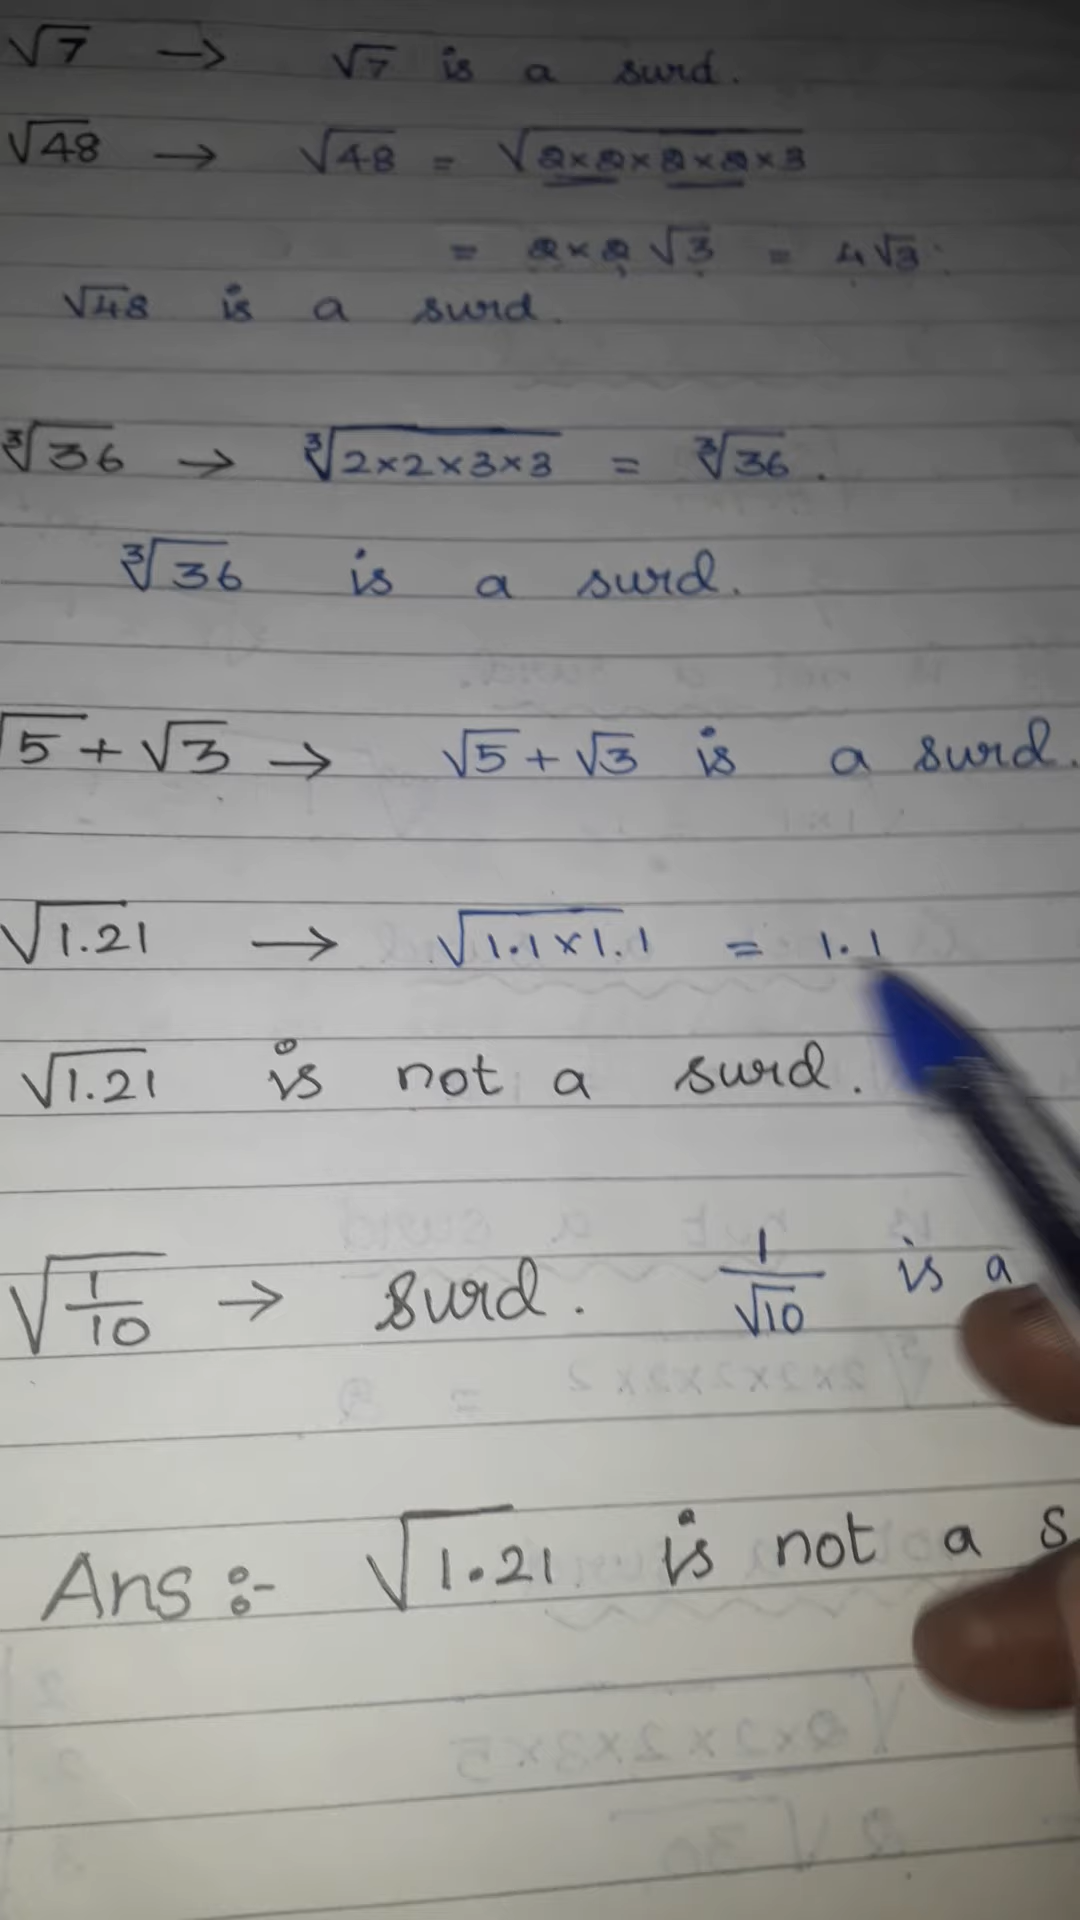 √7 → √7 is a surd.
√48 → √48 = √2×2×2×2×3
= 2×2√3 = 4√3.
√48 is a surd.
∛36 → ∛2×2×3×3 = ∛36.
∛36 is a surd.
√5+√3 → √5+√3 is a surd.
√1.21 → √1.1×1.1 = 1.1
√1.21 is not a surd.
√1/10 → surd. 1/√10 is a
Ans:- √1.21 is not a s